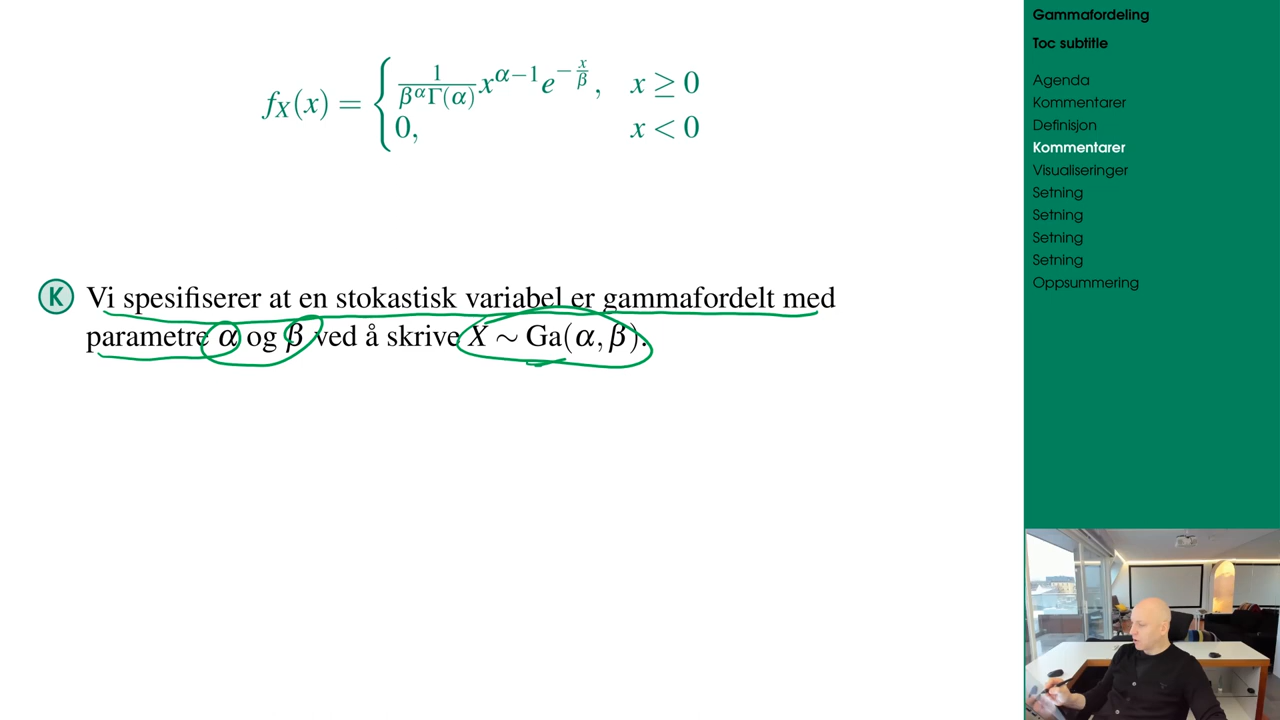 f_X(x) = { 1/(β^α Γ(α)) x^{α−1} e^{−x/β}, x ≥ 0
0, x < 0
K Vi spesifiserer at en stokastisk variabel er gammafordelt med
parametre α og β ved å skrive X ∼ Ga(α, β).
Gammafordeling
Toc subtitle
Agenda
Kommentarer
Definisjon
Kommentarer
Visualiseringer
Setning
Setning
Setning
Setning
Oppsummering